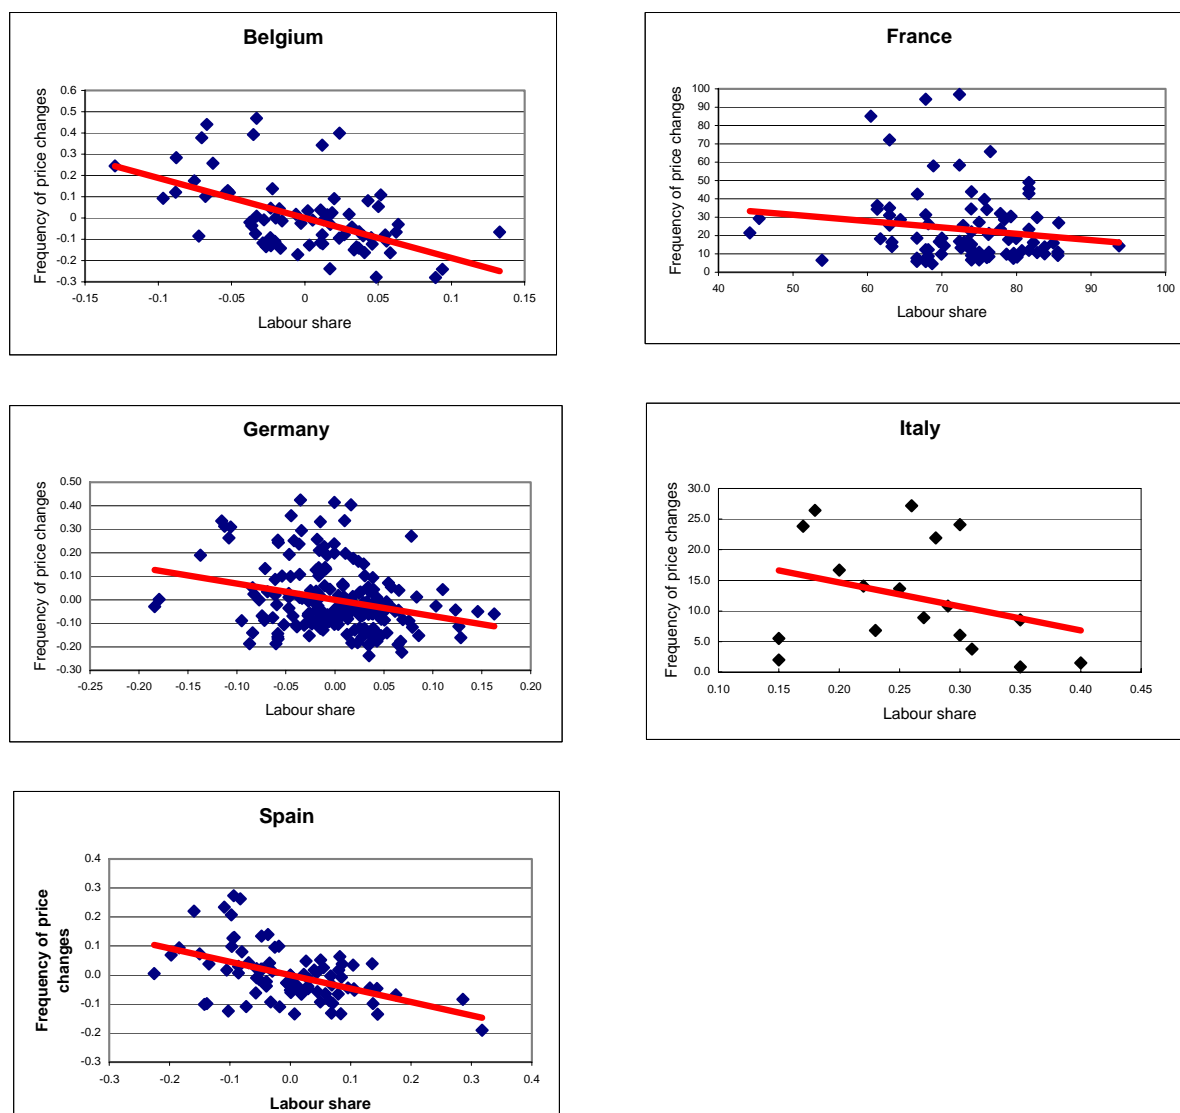 Belgium
Frequency of price changes
0.6
0.5
0.4
0.3
0.2
0.1
0
-0.1
-0.2
-0.3
-0.15 -0.1 -0.05 0 0.05 0.1 0.15
Labour share
France
Frequency of price changes
100
90
80
70
60
50
40
30
20
10
0
40 50 60 70 80 90 100
Labour share
Germany
Frequency of price changes
0.50
0.40
0.30
0.20
0.10
0.00
-0.10
-0.20
-0.30
-0.25 -0.20 -0.15 -0.10 -0.05 0.00 0.05 0.10 0.15 0.20
Labour share
Italy
Frequency of price changes
30.0
25.0
20.0
15.0
10.0
5.0
0.0
0.10 0.15 0.20 0.25 0.30 0.35 0.40 0.45
Labour share
Spain
Frequency of price
changes
0.4
0.3
0.2
0.1
0.0
-0.1
-0.2
-0.3
-0.3 -0.2 -0.1 0.0 0.1 0.2 0.3 0.4
Labour share